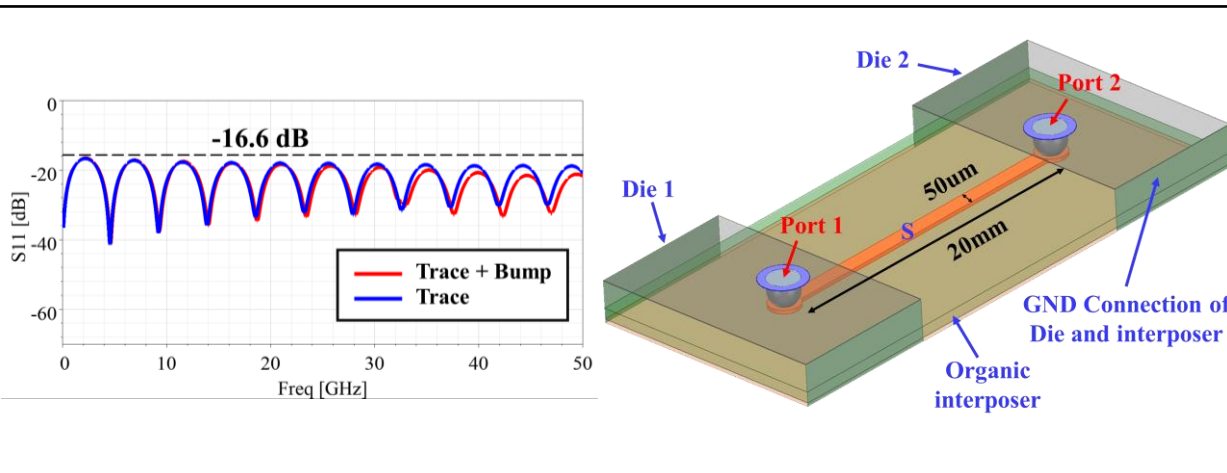 0
-20
-40
-60
S11 [dB]
-16.6 dB
Trace + Bump
Trace
0 10 20 30 40 50
Freq [GHz]
Die 2
Port 2
Die 1
Port 1
50um
S
20mm
GND Connection of
Die and interposer
Organic
interposer